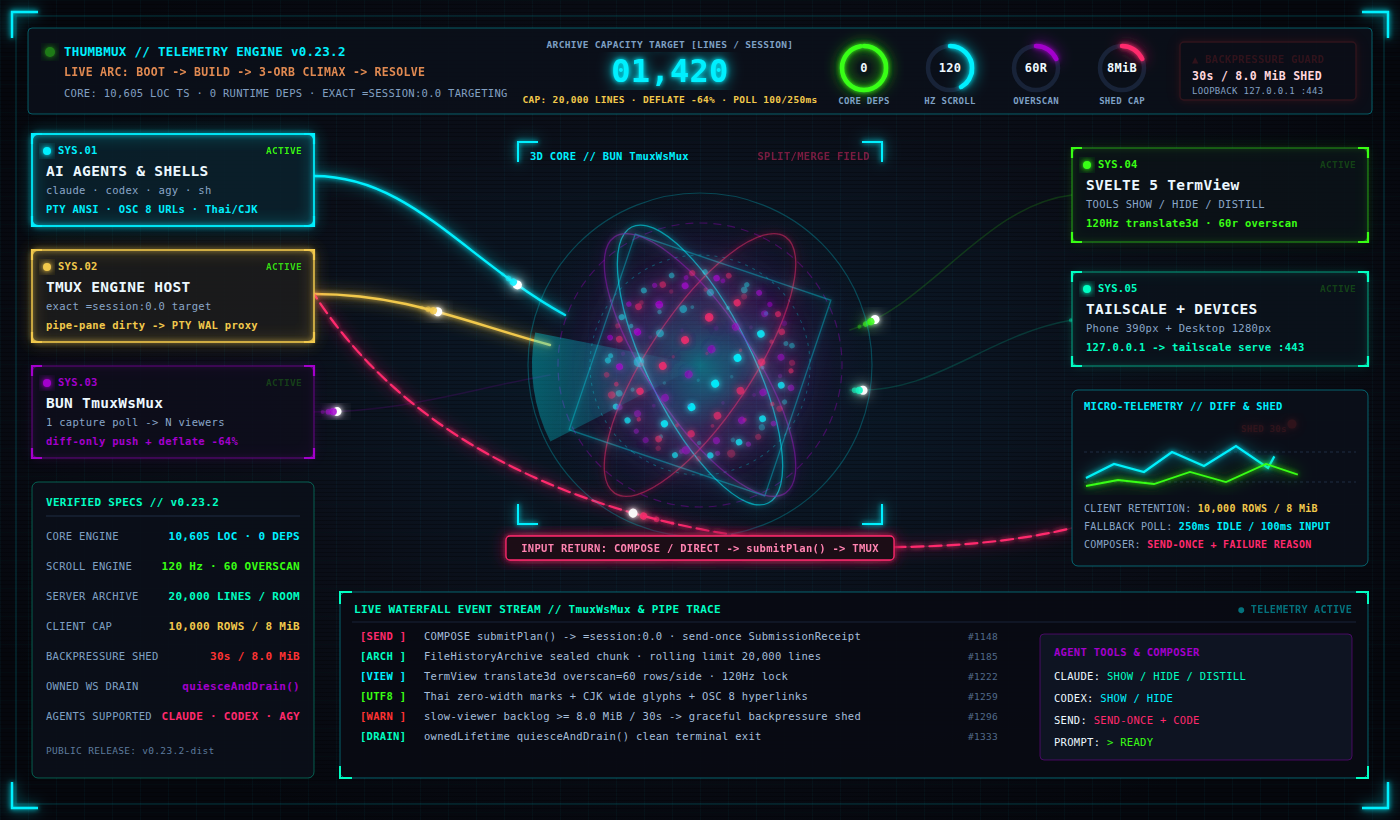 THUMBMUX // TELEMETRY ENGINE v0.23.2
LIVE ARC: BOOT -> BUILD -> 3-ORB CLIMAX -> RESOLVE
CORE: 10,605 LOC TS · 0 RUNTIME DEPS · EXACT =SESSION:0.0 TARGETING
ARCHIVE CAPACITY TARGET [LINES / SESSION]
01,420
CAP: 20,000 LINES · DEFLATE -64% · POLL 100/250ms
0
CORE DEPS
120
HZ SCROLL
60R
OVERSCAN
8MiB
SHED CAP
▲ BACKPRESSURE GUARD
30s / 8.0 MiB SHED
LOOPBACK 127.0.0.1 :443
SYS.01 ACTIVE
AI AGENTS & SHELLS
claude · codex · agy · sh
PTY ANSI · OSC 8 URLs · Thai/CJK
SYS.02 ACTIVE
TMUX ENGINE HOST
exact =session:0.0 target
pipe-pane dirty -> PTY WAL proxy
SYS.03 ACTIVE
BUN TmuxWsMux
1 capture poll -> N viewers
diff-only push + deflate -64%
VERIFIED SPECS // v0.23.2
CORE ENGINE 10,605 LOC · 0 DEPS
SCROLL ENGINE 120 Hz · 60 OVERSCAN
SERVER ARCHIVE 20,000 LINES / ROOM
CLIENT CAP 10,000 ROWS / 8 MiB
BACKPRESSURE SHED 30s / 8.0 MiB
OWNED WS DRAIN quiesceAndDrain()
AGENTS SUPPORTED CLAUDE · CODEX · AGY
PUBLIC RELEASE: v0.23.2-dist
3D CORE // BUN TmuxWsMux SPLIT/MERGE FIELD
INPUT RETURN: COMPOSE / DIRECT -> submitPlan() -> TMUX
SYS.04 ACTIVE
SVELTE 5 TermView
TOOLS SHOW / HIDE / DISTILL
120Hz translate3d · 60r overscan
SYS.05 ACTIVE
TAILSCALE + DEVICES
Phone 390px + Desktop 1280px
127.0.0.1 -> tailscale serve :443
MICRO-TELEMETRY // DIFF & SHED
SHED 30s
CLIENT RETENTION: 10,000 ROWS / 8 MiB
FALLBACK POLL: 250ms IDLE / 100ms INPUT
COMPOSER: SEND-ONCE + FAILURE REASON
LIVE WATERFALL EVENT STREAM // TmuxWsMux & PIPE TRACE ● TELEMETRY ACTIVE
[SEND ] COMPOSE submitPlan() -> =session:0.0 · send-once SubmissionReceipt #1148
[ARCH ] FileHistoryArchive sealed chunk · rolling limit 20,000 lines #1185
[VIEW ] TermView translate3d overscan=60 rows/side · 120Hz lock #1222
[UTF8 ] Thai zero-width marks + CJK wide glyphs + OSC 8 hyperlinks #1259
[WARN ] slow-viewer backlog >= 8.0 MiB / 30s -> graceful backpressure shed #1296
[DRAIN] ownedLifetime quiesceAndDrain() clean terminal exit #1333
AGENT TOOLS & COMPOSER
CLAUDE: SHOW / HIDE / DISTILL
CODEX: SHOW / HIDE
SEND: SEND-ONCE + CODE
PROMPT: > READY